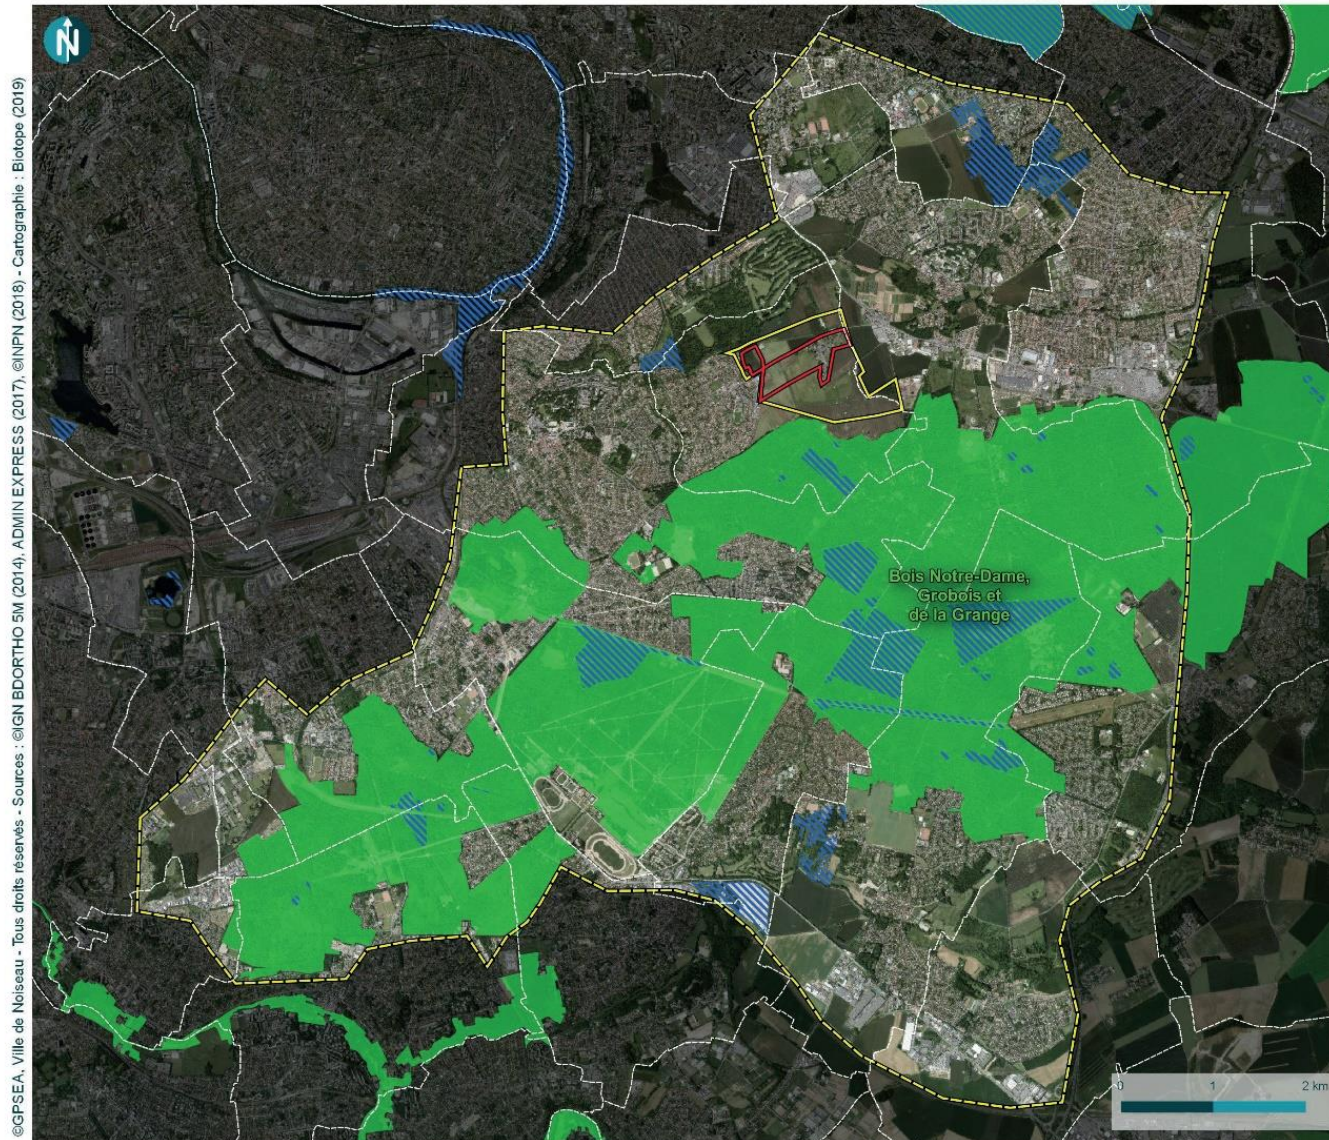 N
©GPSEA, Ville de Noiseau - Tous droits réservés - Sources : ©IGN BDORTHO 5M (2014), ADMIN EXPRESS (2017), ©INPN (2018) - Cartographie : Biotope (2019)
Bois Notre-Dame,
Grobois et
de la Grange
0 1 2 km